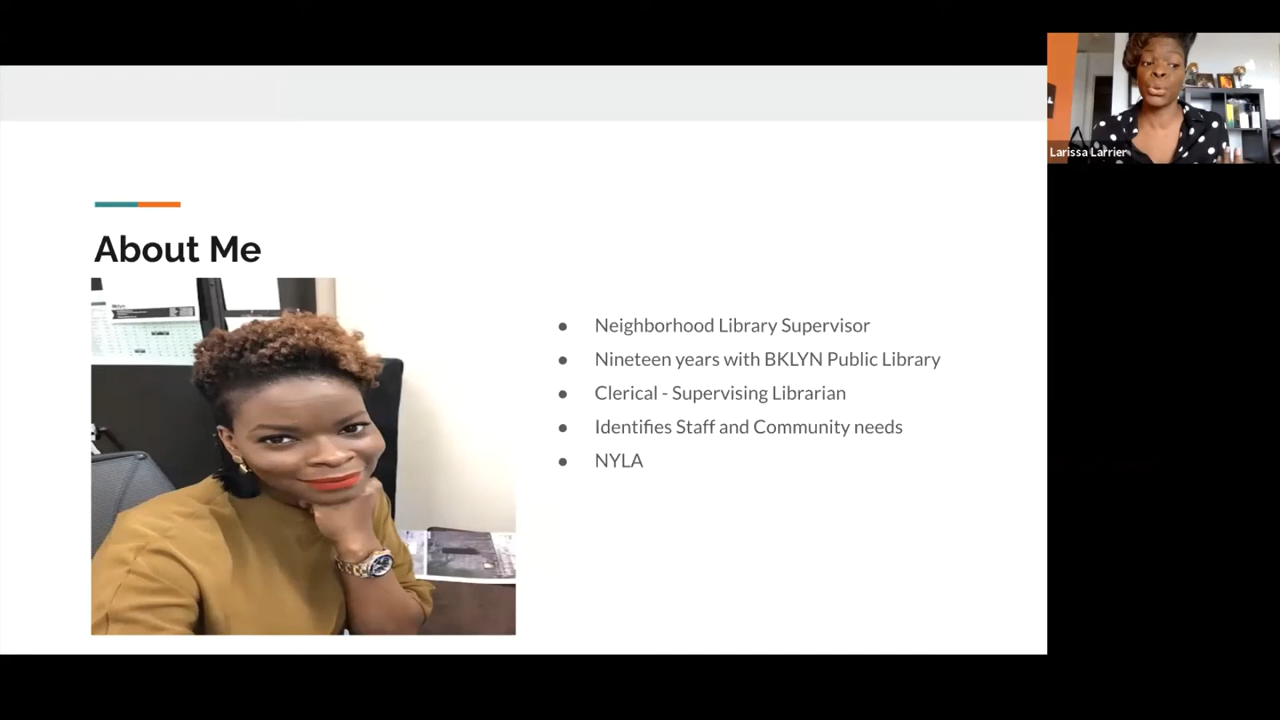 About Me
Neighborhood Library Supervisor
Nineteen years with BKLYN Public Library
Clerical - Supervising Librarian
Identifies Staff and Community needs
NYLA
Larissa Larrier